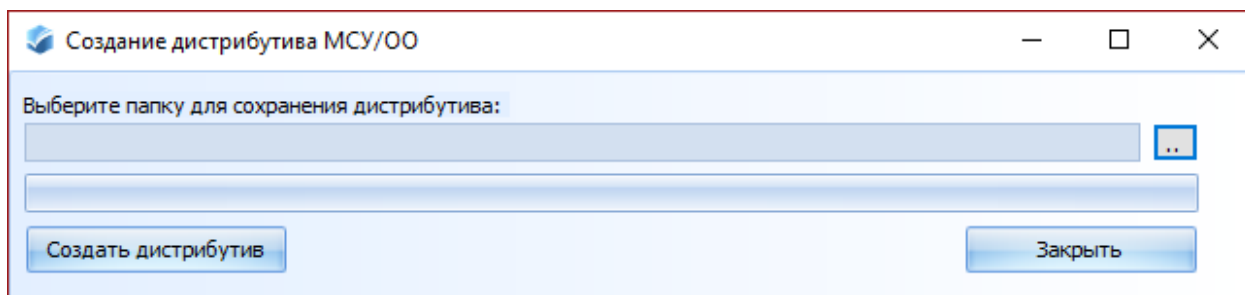 Создание дистрибутива МСУ/ОО
Выберите папку для сохранения дистрибутива:
..
Создать дистрибутив
Закрыть